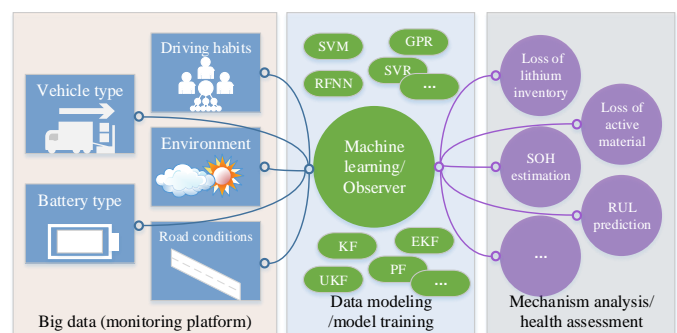 Driving habits
Vehicle type
Environment
Battery type
Road conditions
Big data (monitoring platform)
SVM
GPR
RFNN
SVR
...
Machine
learning/
Observer
KF
EKF
UKF
PF
...
Data modeling
/model training
Loss of
lithium
inventory
Loss of
active
material
SOH
estimation
RUL
prediction
...
Mechanism analysis/
health assessment